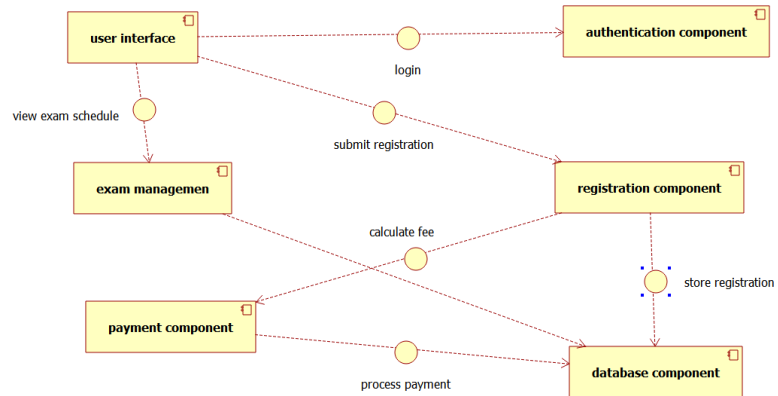 user interface
authentication component
login
view exam schedule
submit registration
exam managemen
registration component
calculate fee
store registration
payment component
database component
process payment